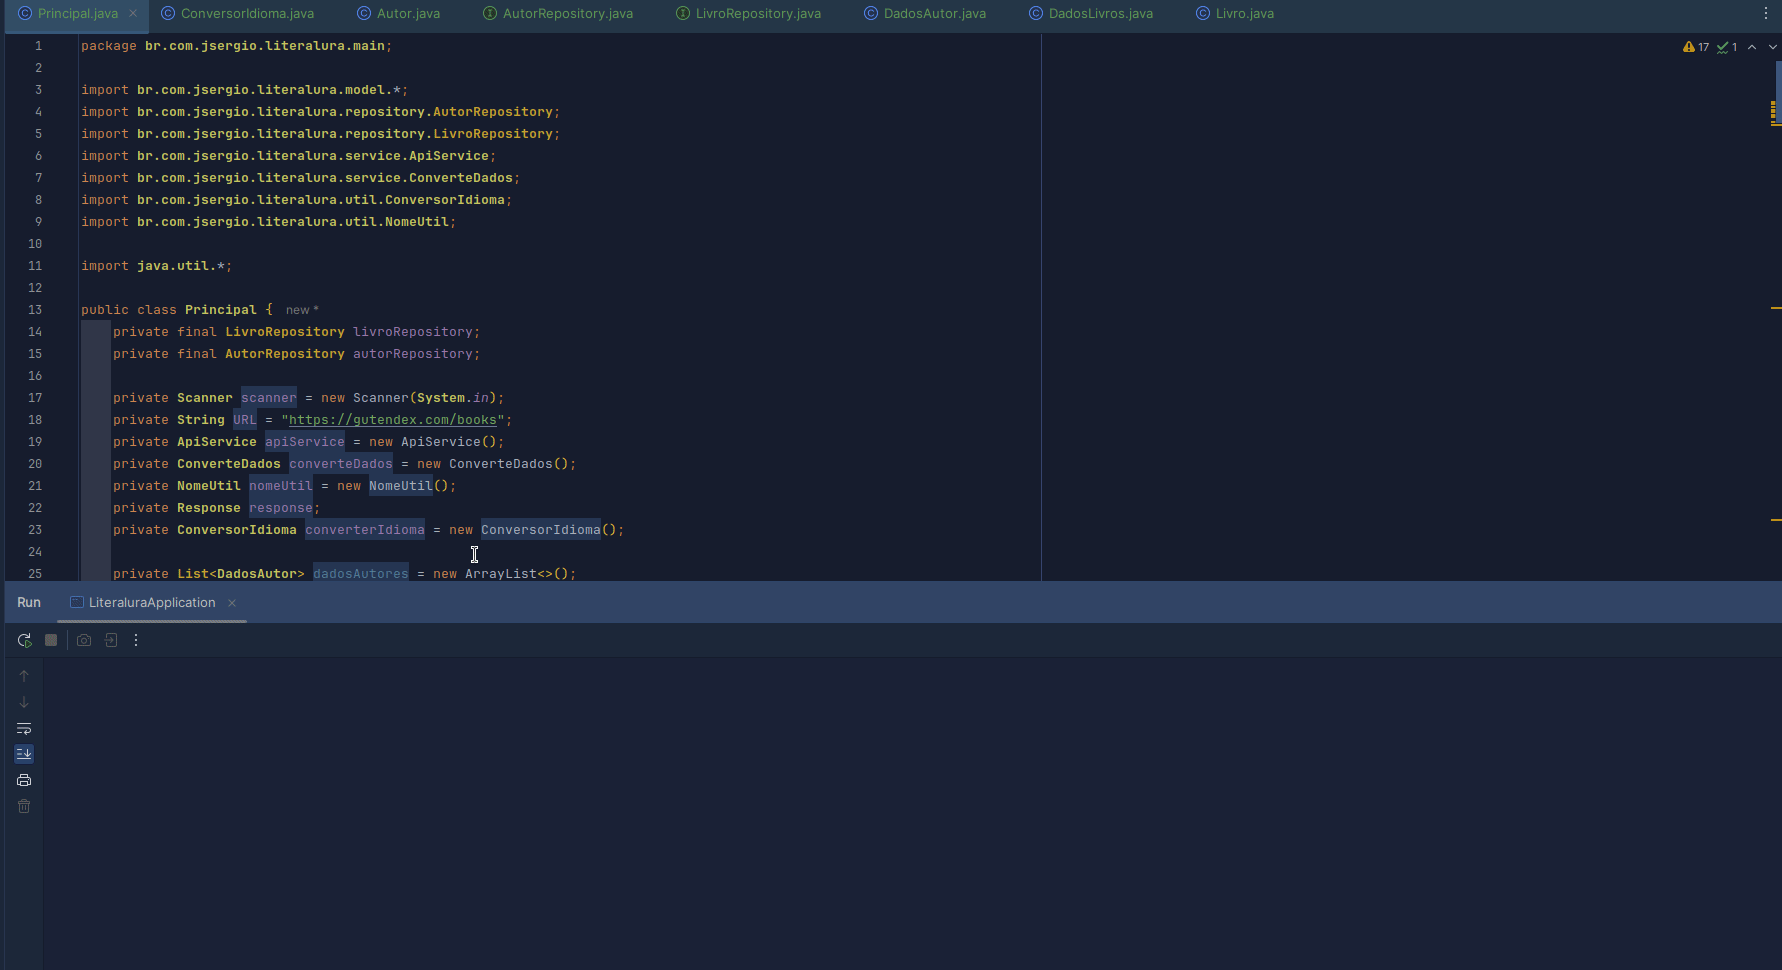 Principal.java ConversorIdioma.java Autor.java AutorRepository.java LivroRepository.java DadosAutor.java DadosLivros.java Livro.java
17 1
1 package br.com.jsergio.literalura.main;
2
3 import br.com.jsergio.literalura.model.*;
4 import br.com.jsergio.literalura.repository.AutorRepository;
5 import br.com.jsergio.literalura.repository.LivroRepository;
6 import br.com.jsergio.literalura.service.ApiService;
7 import br.com.jsergio.literalura.service.ConverteDados;
8 import br.com.jsergio.literalura.util.ConversorIdioma;
9 import br.com.jsergio.literalura.util.NomeUtil;
10
11 import java.util.*;
12
13 public class Principal { new *
14 private final LivroRepository livroRepository;
15 private final AutorRepository autorRepository;
16
17 private Scanner scanner = new Scanner(System.in);
18 private String URL = "https://gutendex.com/books";
19 private ApiService apiService = new ApiService();
20 private ConverteDados converteDados = new ConverteDados();
21 private NomeUtil nomeUtil = new NomeUtil();
22 private Response response;
23 private ConversorIdioma converterIdioma = new ConversorIdioma();
24
25 private List<DadosAutor> dadosAutores = new ArrayList<>();
Run LiteraluraApplication